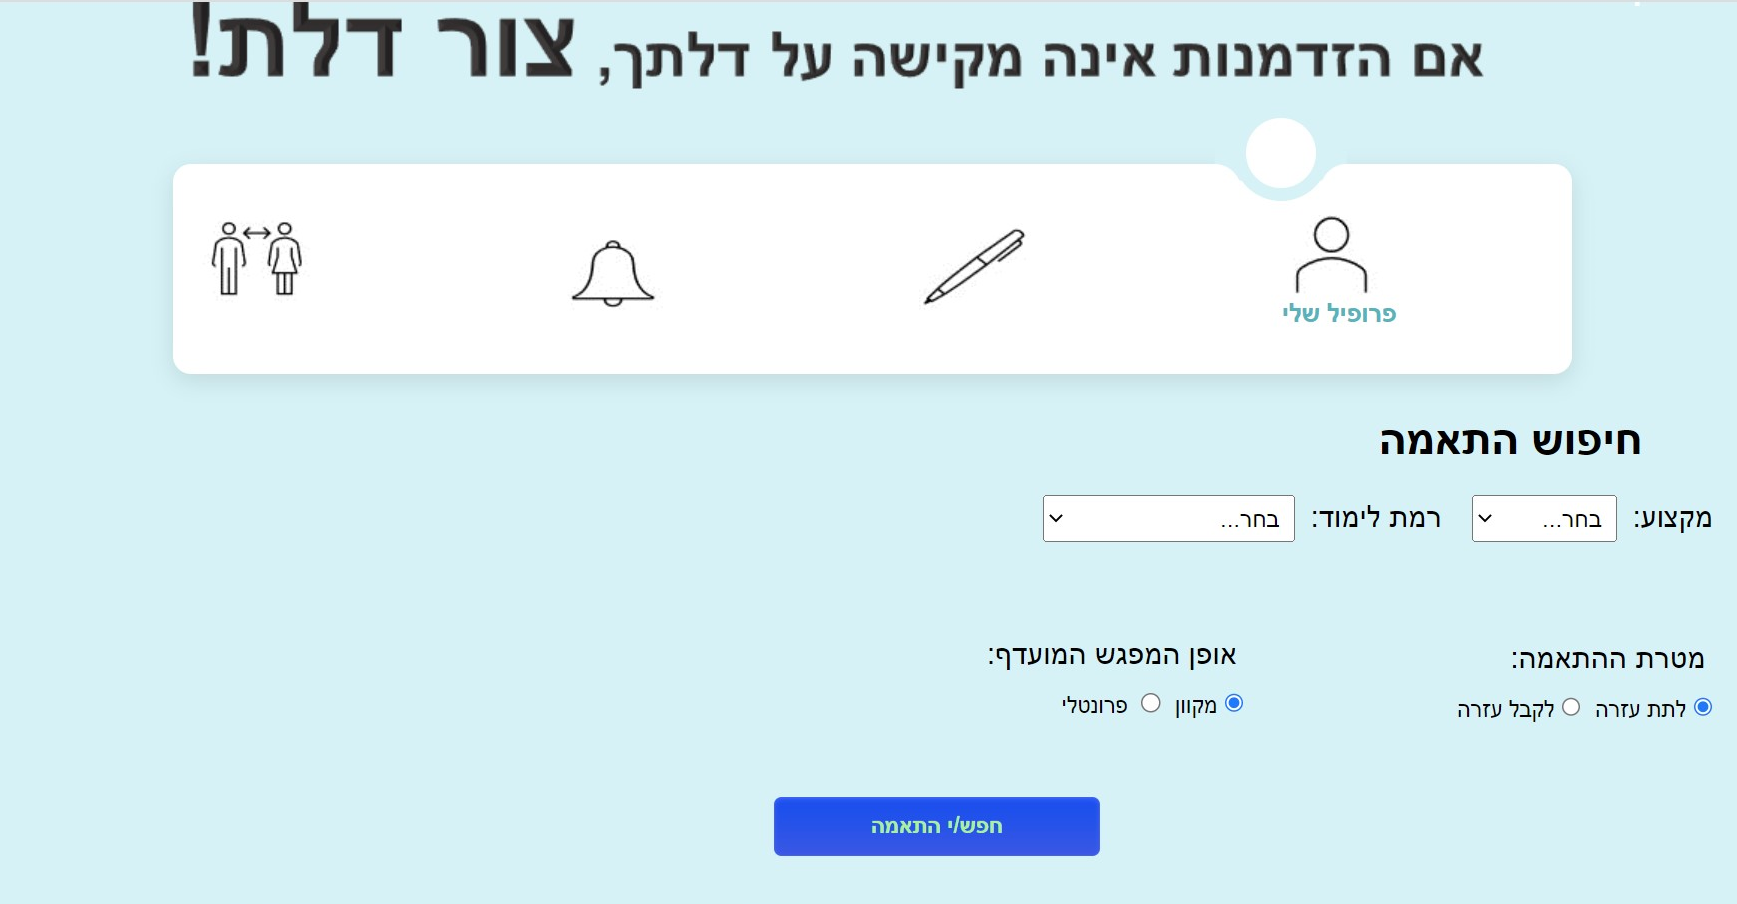 אם הזדמנות אינה מקישה על דלתך, צור דלת!
פרופיל שלי
חיפוש התאמה
מקצוע: בחר... רמת לימוד: בחר...
מטרת ההתאמה: אופן המפגש המועדף:
לתת עזרה לקבל עזרה מקוון פרונטלי
חפש/י התאמה